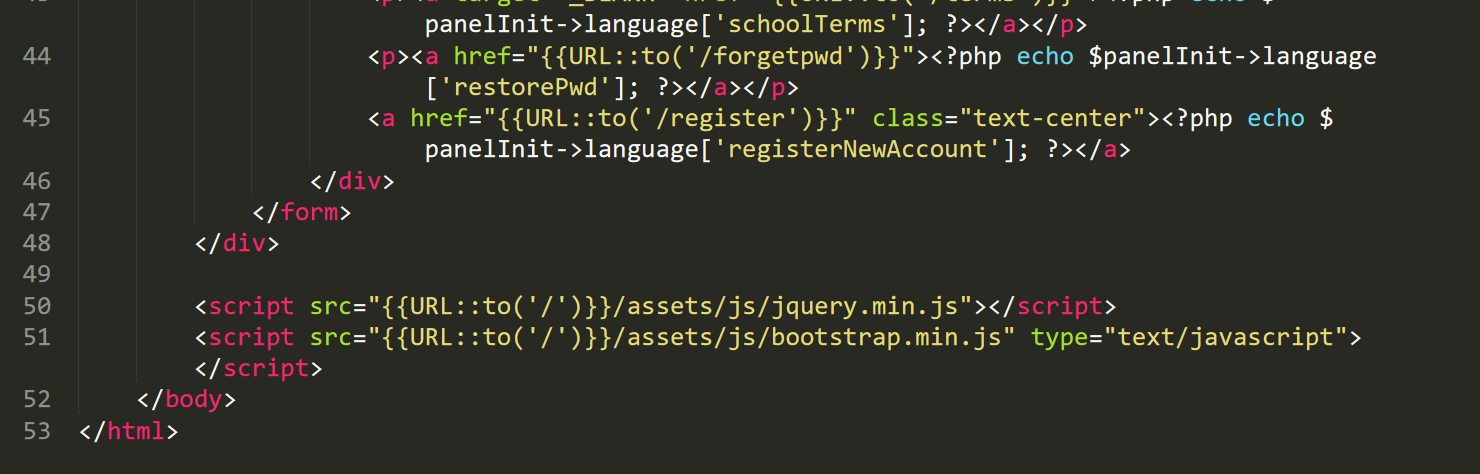 panelInit->language['schoolTerms']; ?></a></p>
44 <p><a href="{{URL::to('/forgetpwd')}}"><?php echo $panelInit->language
['restorePwd']; ?></a></p>
45 <a href="{{URL::to('/register')}}" class="text-center"><?php echo $
panelInit->language['registerNewAccount']; ?></a>
46 </div>
47 </form>
48 </div>
49
50 <script src="{{URL::to('/')}}/assets/js/jquery.min.js"></script>
51 <script src="{{URL::to('/')}}/assets/js/bootstrap.min.js" type="text/javascript">
</script>
52 </body>
53 </html>